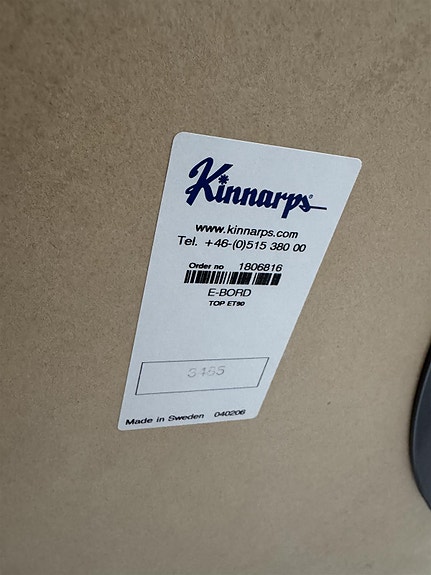 Kinnarps
www.kinnarps.com
Tel. +46-(0)515 380 00
Order no 1806816
E-BORD
TOP ET90
3465
Made in Sweden 040206